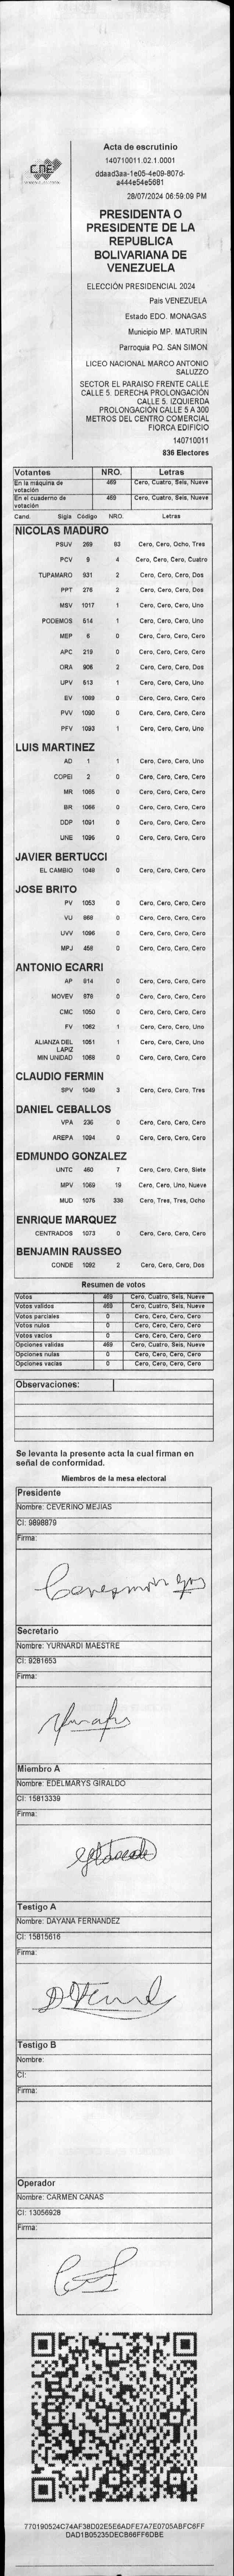 CNE
Acta de escrutinio
140710011.02.1.0001
ddaad3aa-1e05-4e09-807d-
a444e54e5681
28/07/2024 06:59:09 PM
PRESIDENTA O
PRESIDENTE DE LA
REPUBLICA
BOLIVARIANA DE
VENEZUELA
ELECCIÓN PRESIDENCIAL 2024
Pais VENEZUELA
Estado EDO. MONAGAS
Municipio MP. MATURIN
Parroquia PQ. SAN SIMON
LICEO NACIONAL MARCO ANTONIO
SALUZZO
SECTOR EL PARAISO FRENTE CALLE
CALLE 5. DERECHA PROLONGACIÓN
CALLE 5. IZQUIERDA
PROLONGACIÓN CALLE 5 A 300
METROS DEL CENTRO COMERCIAL
FIORCA EDIFICIO
140710011
836 Electores
Votantes NRO. Letras
En la máquina de votación 469 Cero, Cuatro, Seis, Nueve
En el cuaderno de votación 469 Cero, Cuatro, Seis, Nueve
Cand. Sigla Código NRO. Letras
NICOLAS MADURO
PSUV 269 83 Cero, Cero, Ocho, Tres
PCV 9 4 Cero, Cero, Cero, Cuatro
TUPAMARO 931 2 Cero, Cero, Cero, Dos
PPT 276 2 Cero, Cero, Cero, Dos
MSV 1017 1 Cero, Cero, Cero, Uno
PODEMOS 514 1 Cero, Cero, Cero, Uno
MEP 6 0 Cero, Cero, Cero, Cero
APC 219 0 Cero, Cero, Cero, Cero
ORA 906 2 Cero, Cero, Cero, Dos
UPV 513 1 Cero, Cero, Cero, Uno
EV 1089 0 Cero, Cero, Cero, Cero
PVV 1090 0 Cero, Cero, Cero, Cero
PFV 1093 1 Cero, Cero, Cero, Uno
LUIS MARTINEZ
AD 1 1 Cero, Cero, Cero, Uno
COPEI 2 0 Cero, Cero, Cero, Cero
MR 1065 0 Cero, Cero, Cero, Cero
BR 1066 0 Cero, Cero, Cero, Cero
DDP 1091 0 Cero, Cero, Cero, Cero
UNE 1096 0 Cero, Cero, Cero, Cero
JAVIER BERTUCCI
EL CAMBIO 1048 0 Cero, Cero, Cero, Cero
JOSE BRITO
PV 1053 0 Cero, Cero, Cero, Cero
VU 868 0 Cero, Cero, Cero, Cero
UVV 1096 0 Cero, Cero, Cero, Cero
MPJ 456 0 Cero, Cero, Cero, Cero
ANTONIO ECARRI
AP 814 0 Cero, Cero, Cero, Cero
MOVEV 878 0 Cero, Cero, Cero, Cero
CMC 1050 0 Cero, Cero, Cero, Cero
FV 1062 1 Cero, Cero, Cero, Uno
ALIANZA DEL LAPIZ 1051 1 Cero, Cero, Cero, Uno
MIN UNIDAD 1068 0 Cero, Cero, Cero, Cero
CLAUDIO FERMIN
SPV 1049 3 Cero, Cero, Cero, Tres
DANIEL CEBALLOS
VPA 236 0 Cero, Cero, Cero, Cero
AREPA 1094 0 Cero, Cero, Cero, Cero
EDMUNDO GONZALEZ
UNTC 460 7 Cero, Cero, Cero, Siete
MPV 1069 19 Cero, Cero, Uno, Nueve
MUD 1075 338 Cero, Tres, Tres, Ocho
ENRIQUE MARQUEZ
CENTRADOS 1073 0 Cero, Cero, Cero, Cero
BENJAMIN RAUSSEO
CONDE 1092 2 Cero, Cero, Cero, Dos
Resumen de votos
Votos 469 Cero, Cuatro, Seis, Nueve
Votos validos 469 Cero, Cuatro, Seis, Nueve
Votos parciales 0 Cero, Cero, Cero, Cero
Votos nulos 0 Cero, Cero, Cero, Cero
Votos vacios 0 Cero, Cero, Cero, Cero
Opciones validas 469 Cero, Cuatro, Seis, Nueve
Opciones nulas 0 Cero, Cero, Cero, Cero
Opciones vacias 0 Cero, Cero, Cero, Cero
Observaciones:
Se levanta la presente acta la cual firman en
señal de conformidad.
Miembros de la mesa electoral
Presidente
Nombre: CEVERINO MEJIAS
CI: 9898879
Firma:
Secretario
Nombre: YURNARDI MAESTRE
CI: 9281653
Firma:
Miembro A
Nombre: EDELMARYS GIRALDO
CI: 15813339
Firma:
Testigo A
Nombre: DAYANA FERNANDEZ
CI: 15815616
Firma:
Testigo B
Nombre:
CI:
Firma:
Operador
Nombre: CARMEN CANAS
CI: 13056928
Firma:
770190524C74AF38D02E5E6ADFE7A7E0705ABFC6FF
DAD1B05235DECB66FF6DBE